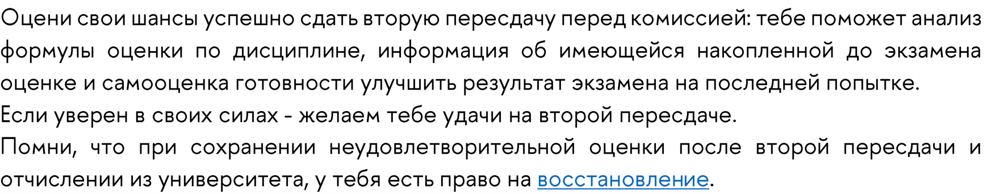 Оцени свои шансы успешно сдать вторую пересдачу перед комиссией: тебе поможет анализ
формулы оценки по дисциплине, информация об имеющейся накопленной до экзамена
оценке и самооценка готовности улучшить результат экзамена на последней попытке.
Если уверен в своих силах - желаем тебе удачи на второй пересдаче.
Помни, что при сохранении неудовлетворительной оценки после второй пересдачи и
отчислении из университета, у тебя есть право на восстановление.